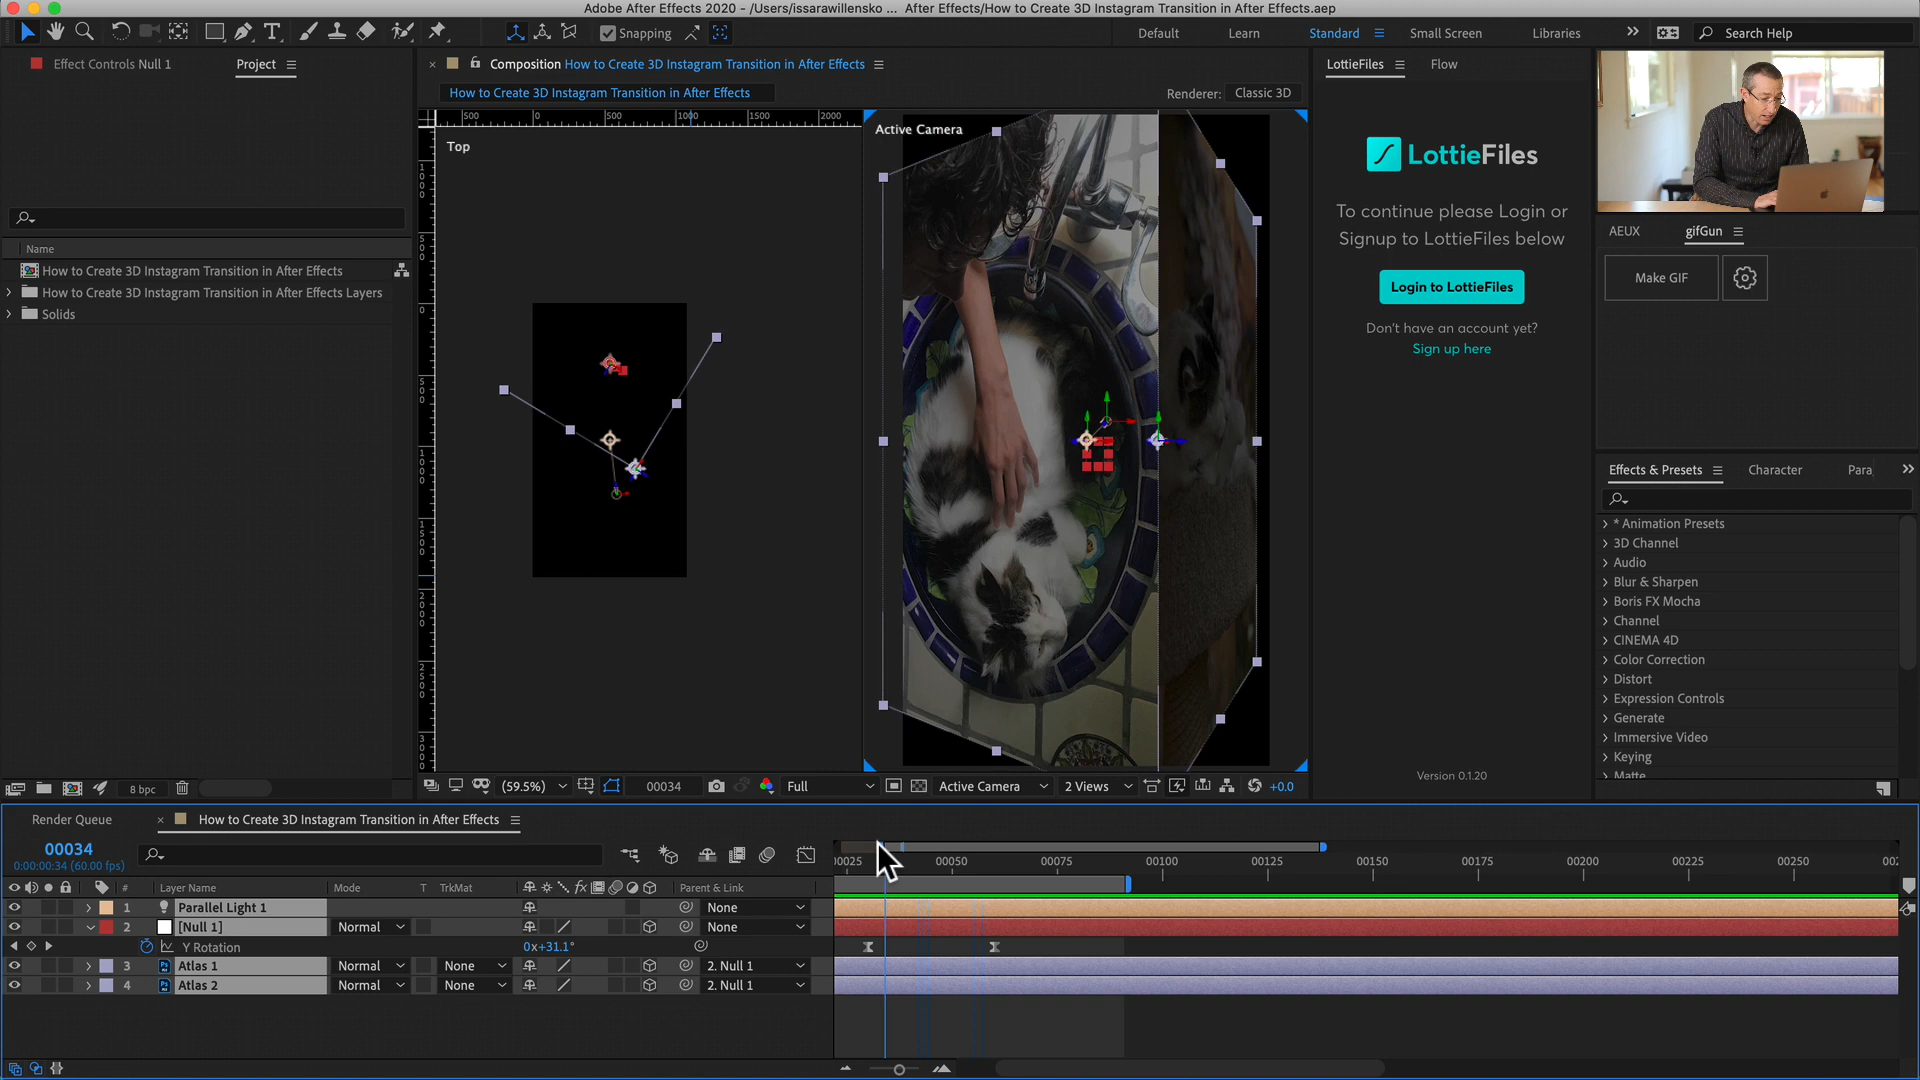 Adobe After Effects 2020 - /Users/issarawillensko ... After Effects/How to Create 3D Instagram Transition in After Effects.aep
Snapping
Default
Learn
Standard
Small Screen
Libraries
Search Help
Effect Controls Null 1
Project
Composition How to Create 3D Instagram Transition in After Effects
LottieFiles
Flow
How to Create 3D Instagram Transition in After Effects
Renderer:
Classic 3D
500
0
500
1000
1500
2000
Top
Active Camera
LottieFiles
To continue please Login or
Signup to LottieFiles below
Login to LottieFiles
Don't have an account yet?
Sign up here
Version 0.1.20
AEUX
gifGun
Make GIF
Name
How to Create 3D Instagram Transition in After Effects
How to Create 3D Instagram Transition in After Effects Layers
Solids
Effects & Presets
Character
Para
* Animation Presets
3D Channel
Audio
Blur & Sharpen
Boris FX Mocha
Channel
CINEMA 4D
Color Correction
Distort
Expression Controls
Generate
Immersive Video
Keying
Matte
8 bpc
(59.5%)
00034
Full
Active Camera
2 Views
+0.0
Render Queue
How to Create 3D Instagram Transition in After Effects
00034
0:00:00:34 (60.00 fps)
00025
00050
00075
00100
00125
00150
00175
00200
00225
00250
# Layer Name
Mode
T TrkMat
fx
Parent & Link
1 Parallel Light 1
None
2 [Null 1]
Normal
None
Y Rotation
0x+31.1°
3 Atlas 1
Normal
None
2. Null 1
4 Atlas 2
Normal
None
2. Null 1